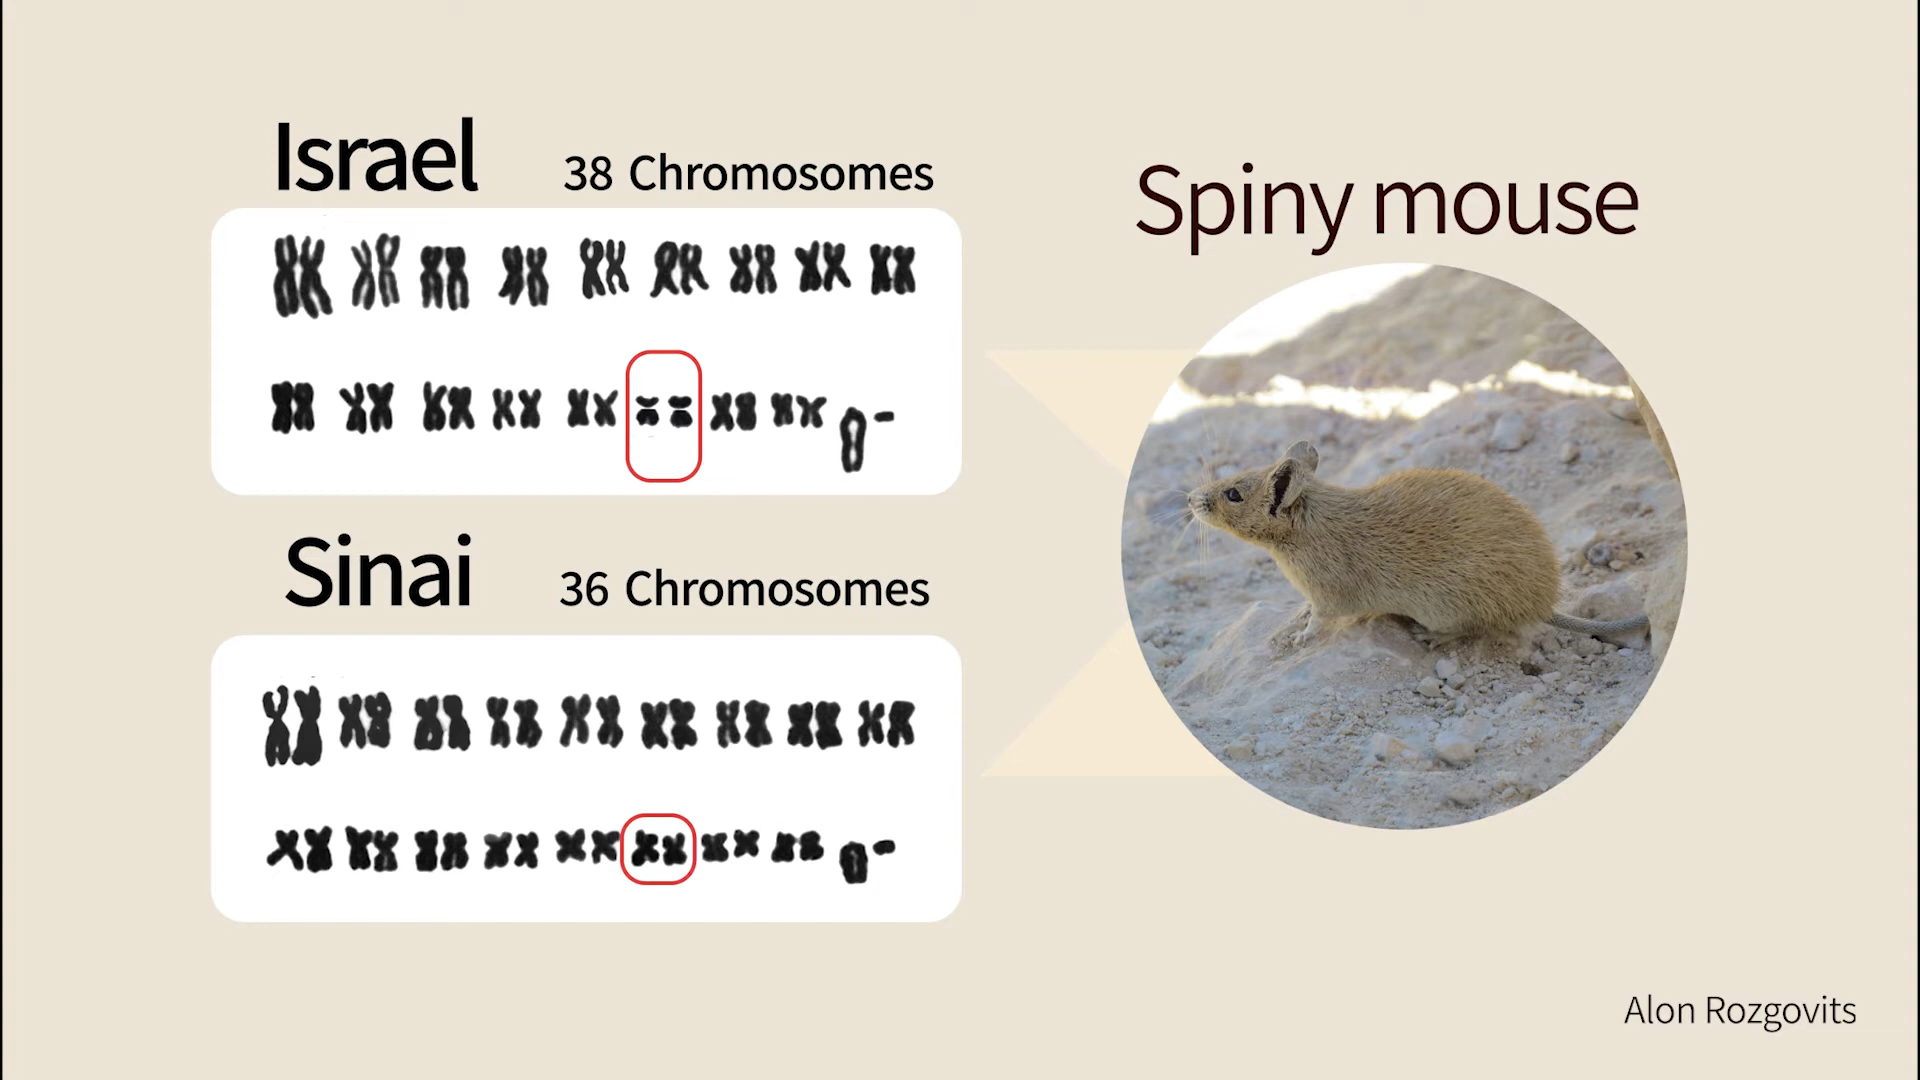 Israel
38 Chromosomes
Spiny mouse
Sinai
36 Chromosomes
Alon Rozgovits